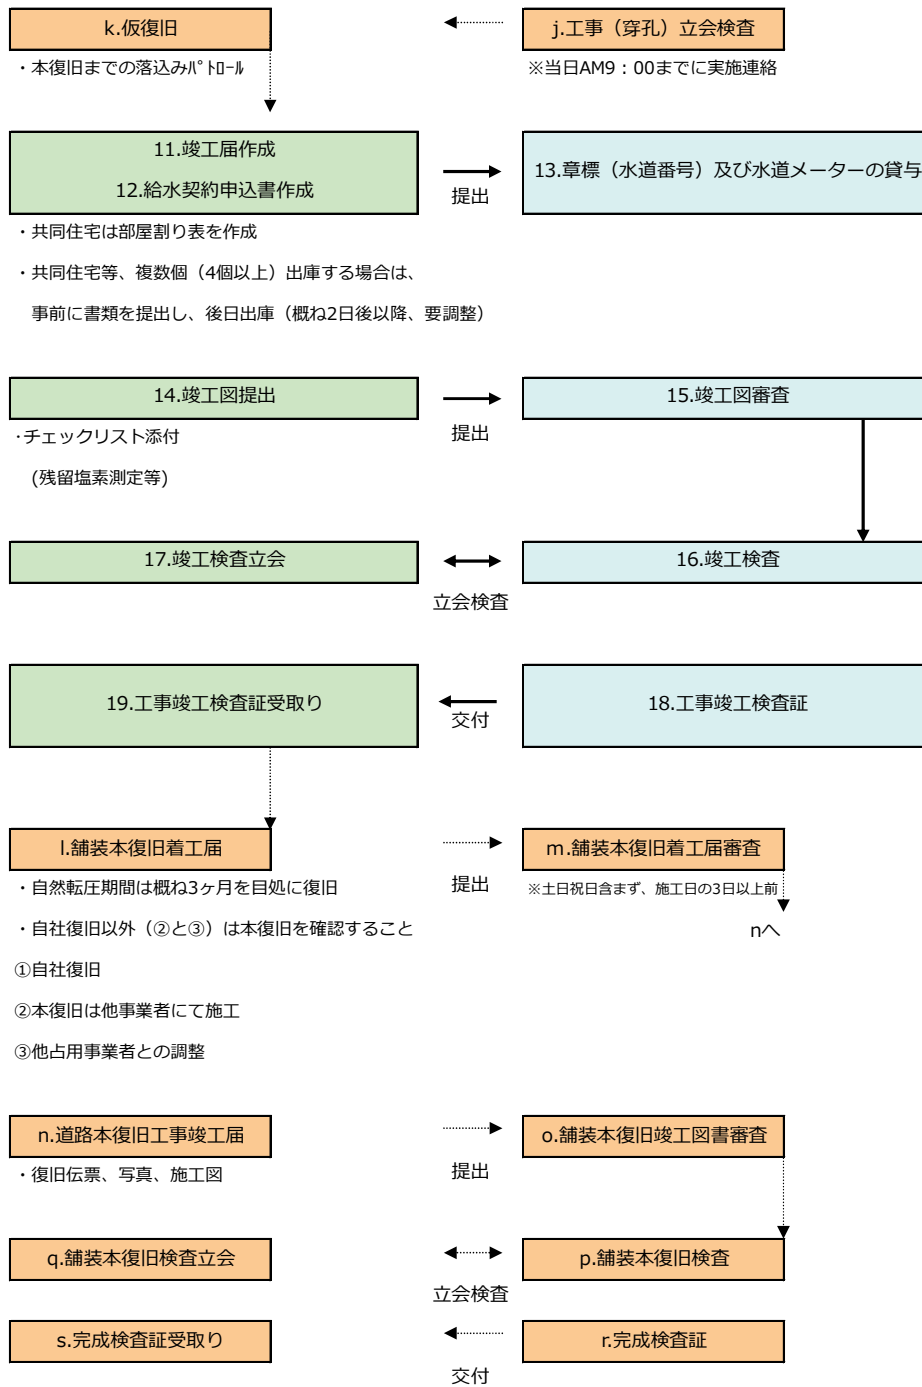 k.仮復旧
j.工事（穿孔）立会検査
・本復旧までの落込みﾊﾟﾄﾛｰﾙ
※当日AM9：00までに実施連絡
11.竣工届作成
12.給水契約申込書作成
提出
13.章標（水道番号）及び水道メーターの貸与
・共同住宅は部屋割り表を作成
・共同住宅等、複数個（4個以上）出庫する場合は、
事前に書類を提出し、後日出庫（概ね2日後以降、要調整）
14.竣工図提出
提出
15.竣工図審査
・チェックリスト添付
(残留塩素測定等)
17.竣工検査立会
立会検査
16.竣工検査
19.工事竣工検査証受取り
交付
18.工事竣工検査証
l.舗装本復旧着工届
提出
m.舗装本復旧着工届審査
・自然転圧期間は概ね3ヶ月を目処に復旧
※土日祝日含まず、施工日の3日以上前
・自社復旧以外（②と③）は本復旧を確認すること
nへ
①自社復旧
②本復旧は他事業者にて施工
③他占用事業者との調整
n.道路本復旧工事竣工届
提出
o.舗装本復旧竣工図書審査
・復旧伝票、写真、施工図
q.舗装本復旧検査立会
立会検査
p.舗装本復旧検査
s.完成検査証受取り
交付
r.完成検査証